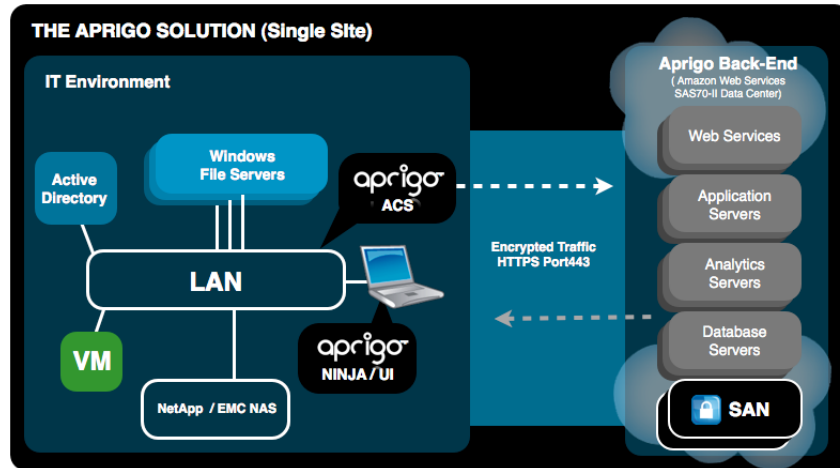 THE APRIGO SOLUTION (Single Site)
IT Environment
Active
Directory
Windows
File Servers
aprigo
ACS
LAN
VM
NetApp / EMC NAS
aprigo
NINJA / UI
Encrypted Traffic
HTTPS Port443
Aprigo Back-End
( Amazon Web Services
SAS70-II Data Center)
Web Services
Application
Servers
Analytics
Servers
Database
Servers
SAN